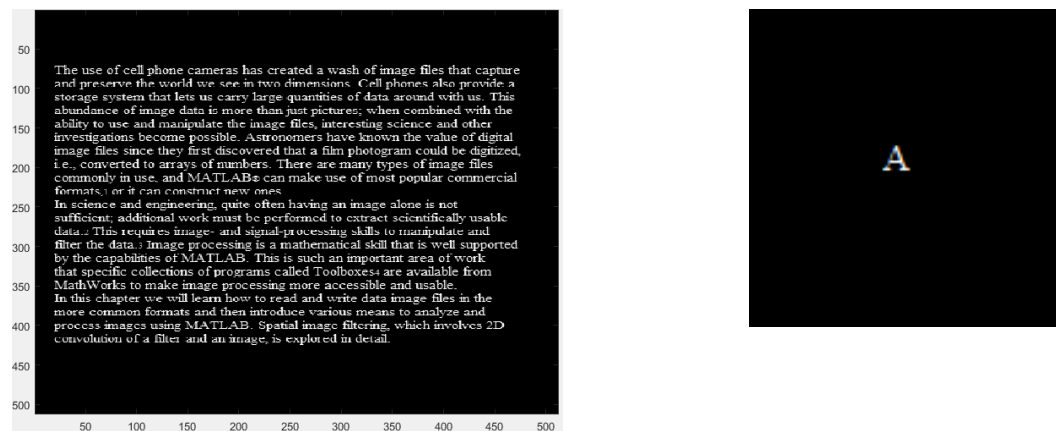 50
100
150
200
250
300
350
400
450
500
The use of cell phone cameras has created a wash of image files that capture
and preserve the world we see in two dimensions. Cell phones also provide a
storage system that lets us carry large quantities of data around with us. This
abundance of image data is more than just pictures; when combined with the
ability to use and manipulate the image files, interesting science and other
investigations become possible. Astronomers have known the value of digital
image files since they first discovered that a film photogram could be digitized,
i.e., converted to arrays of numbers. There are many types of image files
commonly in use, and MATLAB® can make use of most popular commercial
formats,1 or it can construct new ones.
In science and engineering, quite often having an image alone is not
sufficient; additional work must be performed to extract scientifically usable
data.2 This requires image- and signal-processing skills to manipulate and
filter the data.3 Image processing is a mathematical skill that is well supported
by the capabilities of MATLAB. This is such an important area of work
that specific collections of programs called Toolboxes4 are available from
MathWorks to make image processing more accessible and usable.
In this chapter we will learn how to read and write data image files in the
more common formats and then introduce various means to analyze and
process images using MATLAB. Spatial image filtering, which involves 2D
convolution of a filter and an image, is explored in detail.
50 100 150 200 250 300 350 400 450 500
A